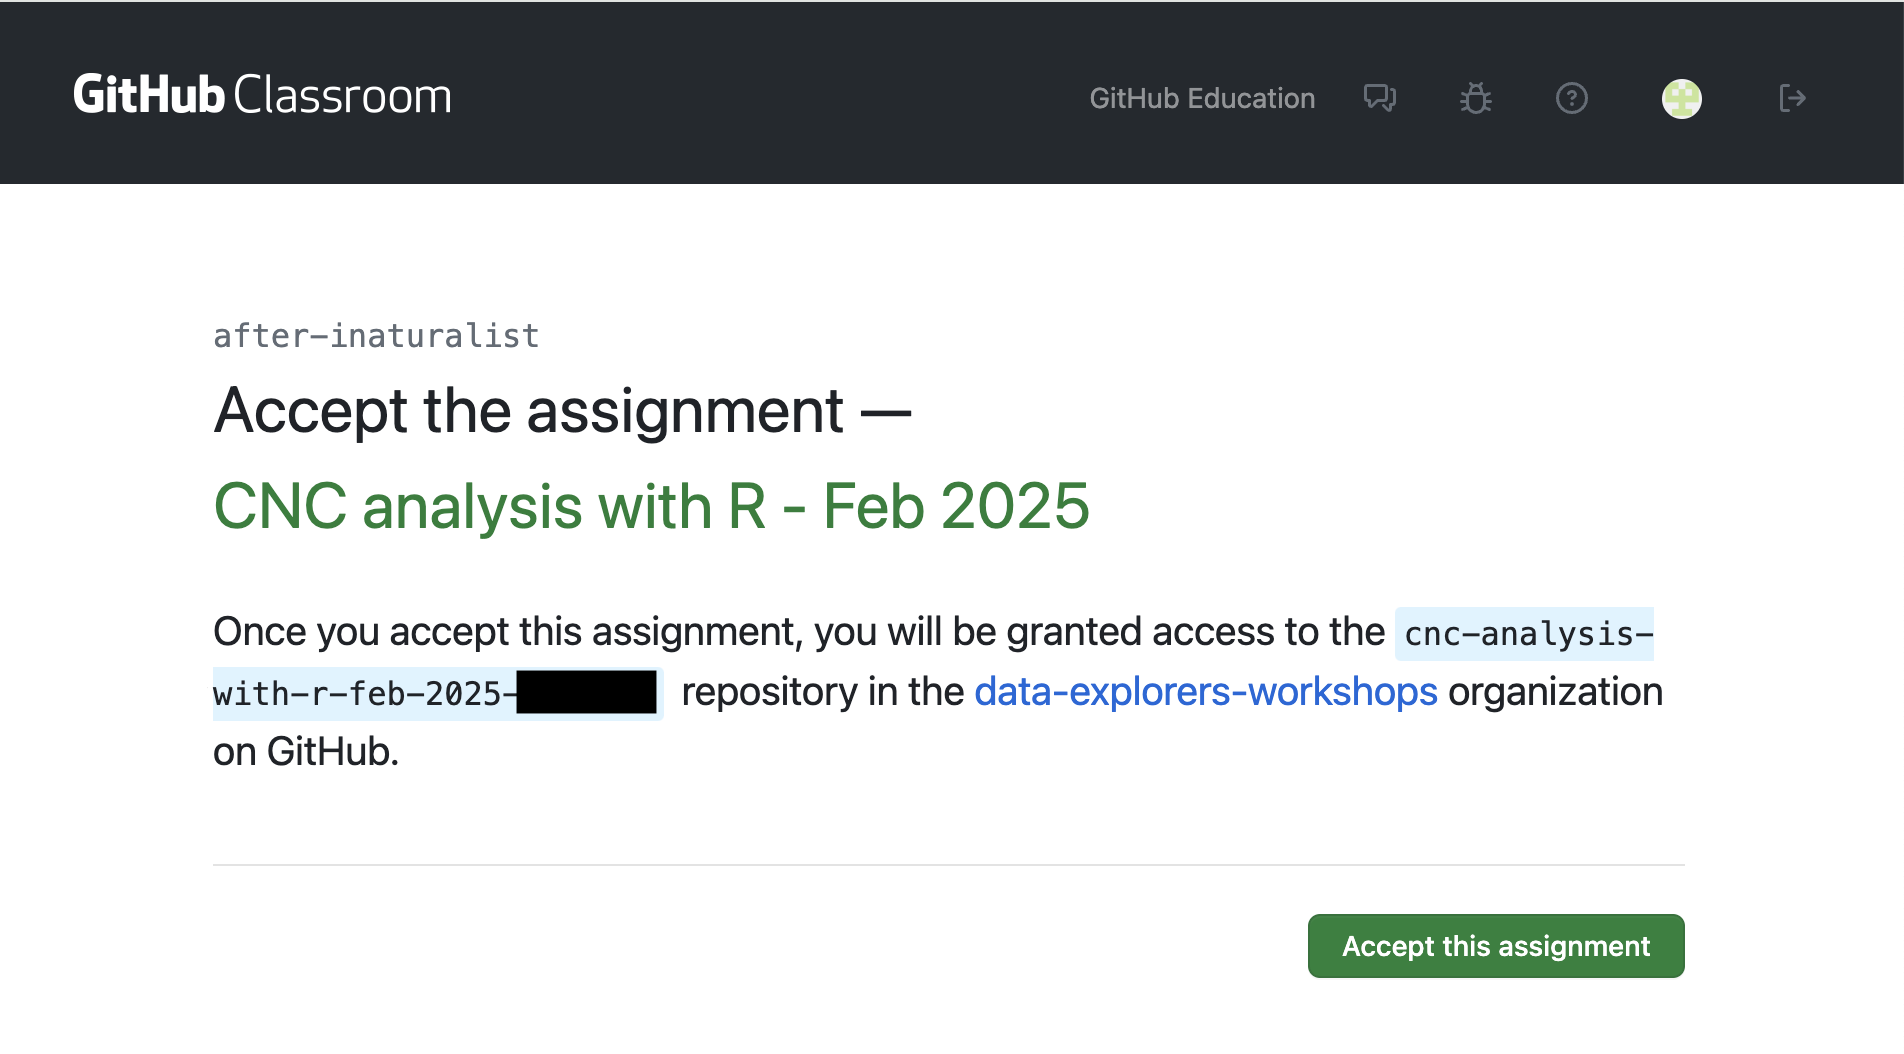 GitHub Classroom
GitHub Education
after-inaturalist
Accept the assignment —
CNC analysis with R - Feb 2025
Once you accept this assignment, you will be granted access to the cnc-analysis-
with-r-feb-2025- repository in the data-explorers-workshops organization
on GitHub.
Accept this assignment